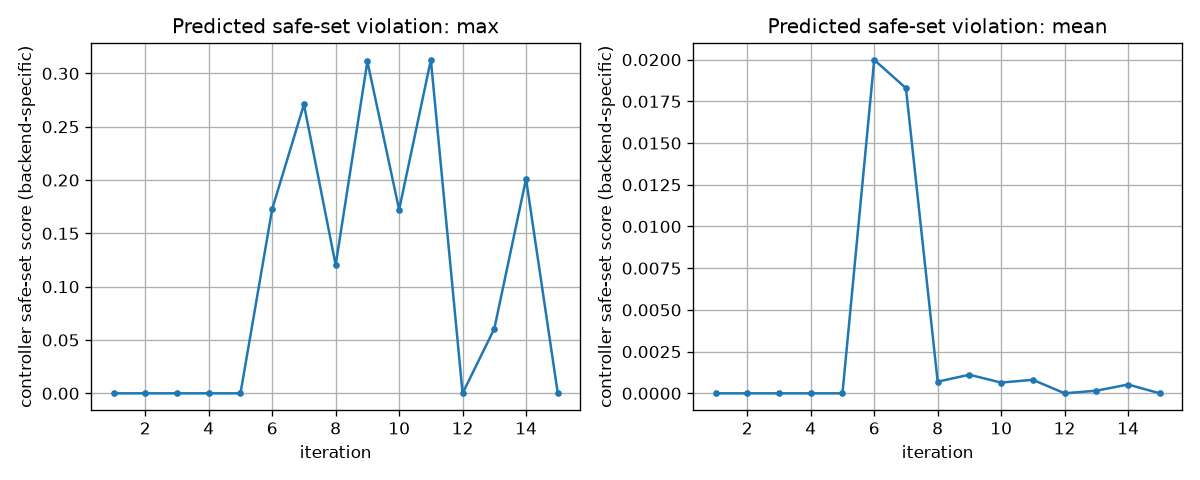 Predicted safe-set violation: max
controller safe-set score (backend-specific)
0.30
0.25
0.20
0.15
0.10
0.05
0.00
2 4 6 8 10 12 14
iteration
Predicted safe-set violation: mean
controller safe-set score (backend-specific)
0.0200
0.0175
0.0150
0.0125
0.0100
0.0075
0.0050
0.0025
0.0000
2 4 6 8 10 12 14
iteration